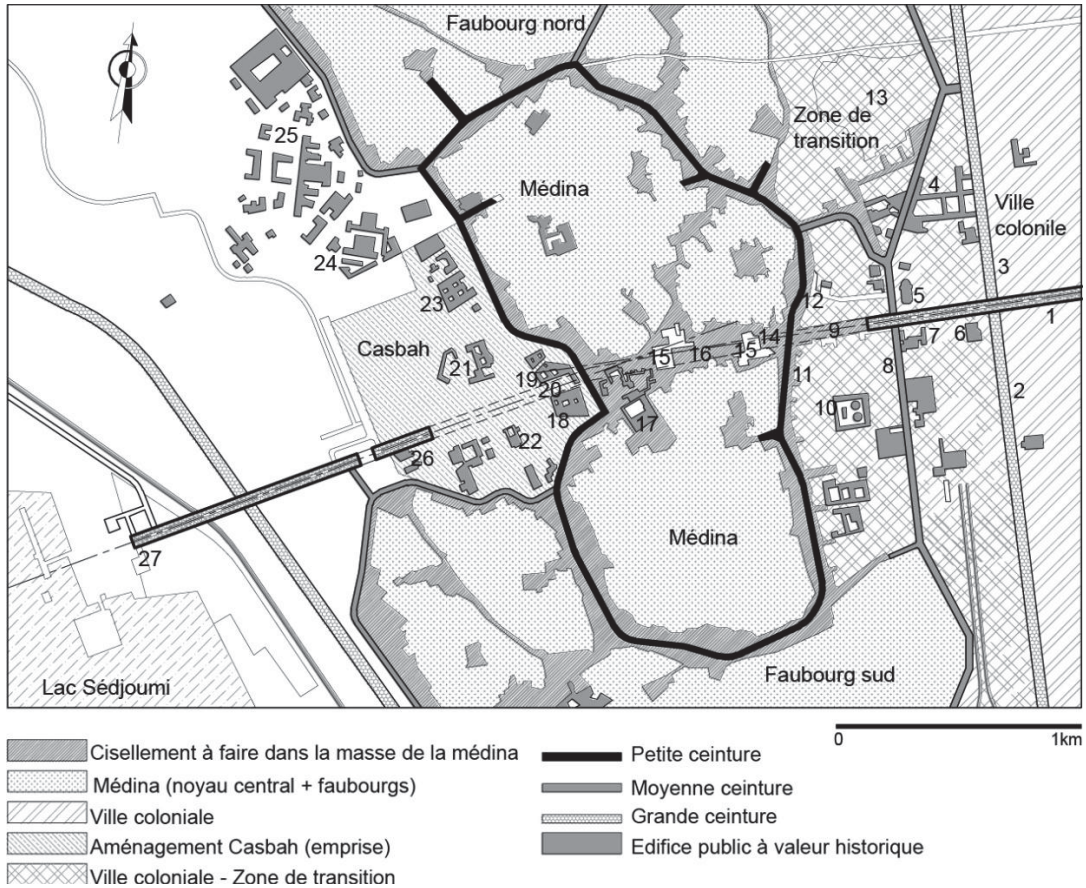 Faubourg nord
25
13
Zone de
transition
Médina
4
Ville
colonile
24
3
23
12
5
1
Casbah
9
7
6
14
16
15
15
21
19
20
11
8
2
18
17
10
22
26
Médina
27
Lac Sédjoumi
Faubourg sud
0
1km
Cisellement à faire dans la masse de la médina
Médina (noyau central + faubourgs)
Ville coloniale
Aménagement Casbah (emprise)
Ville coloniale - Zone de transition
Petite ceinture
Moyenne ceinture
Grande ceinture
Edifice public à valeur historique